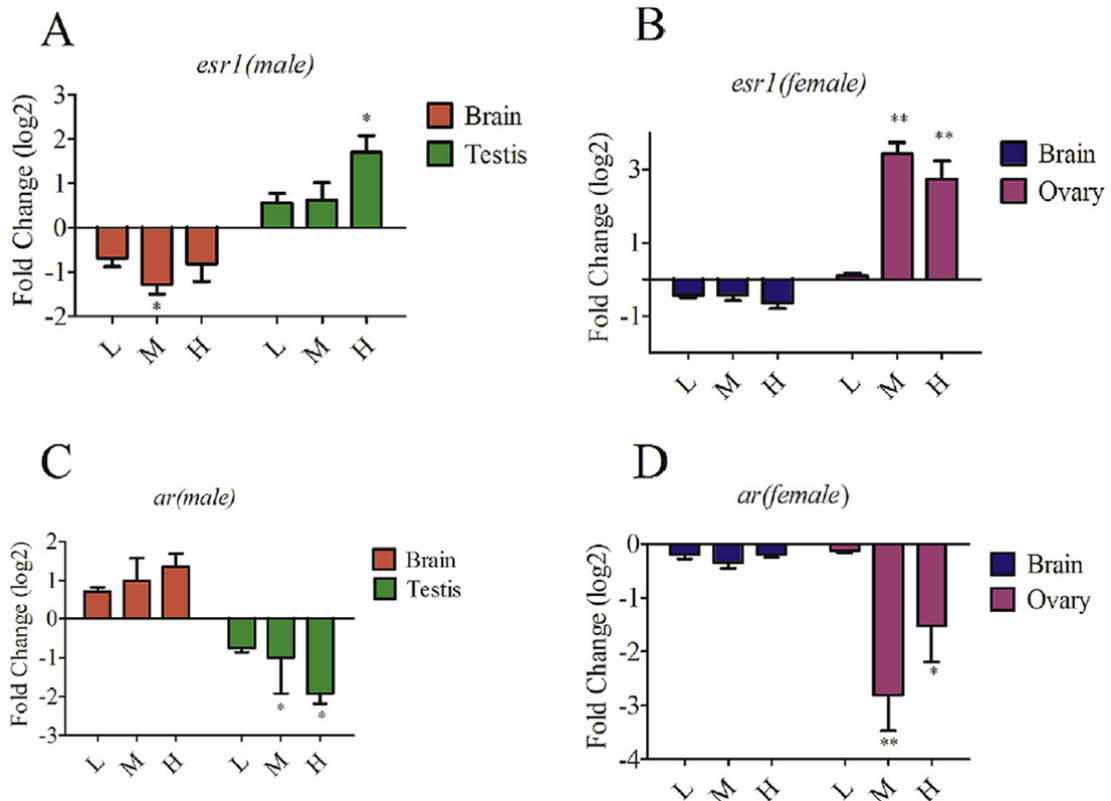 A
esr1(male)
Fold Change (log2)
3
2
1
0
-1
-2
*
*
L
M
H
L
M
H
Brain
Testis
B
esr1(female)
Fold Change (log2)
3
1
-1
**
**
L
M
H
L
M
H
Brain
Ovary
C
ar(male)
Fold Change (log2)
2
1
0
-1
-2
-3
*
*
L
M
H
L
M
H
Brain
Testis
D
ar(female)
Fold Change (log2)
0
-1
-2
-3
-4
**
*
L
M
H
L
M
H
Brain
Ovary